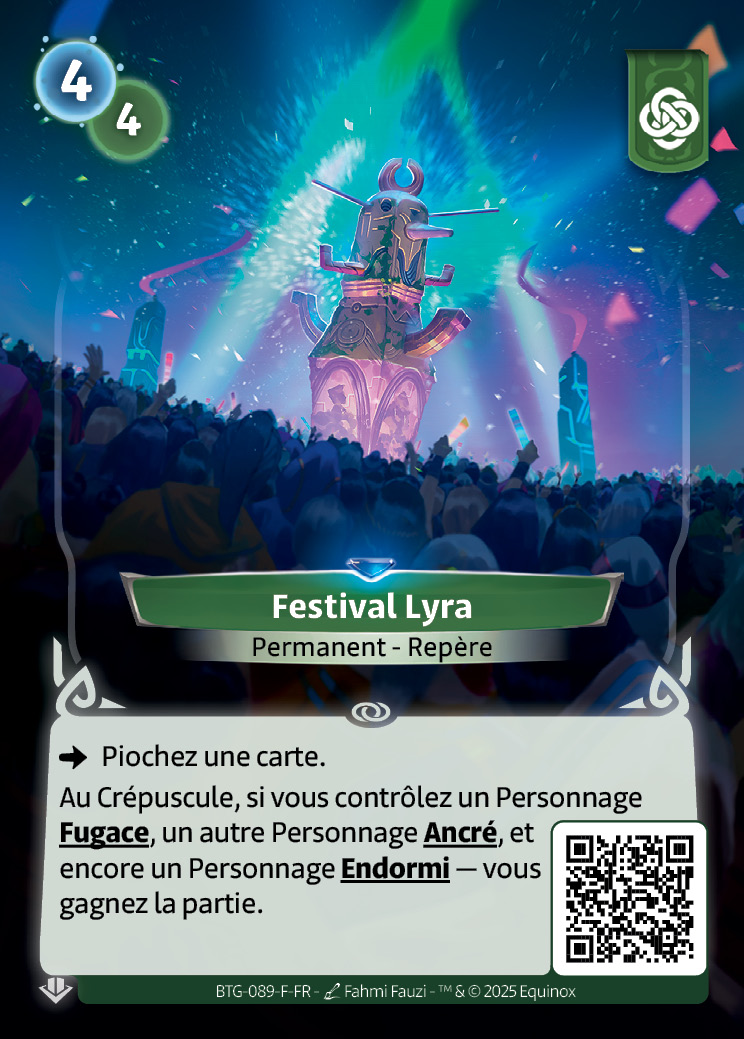 4
4
Festival Lyra
Permanent - Repère
Piochez une carte.
Au Crépuscule, si vous contrôlez un Personnage
Fugace, un autre Personnage Ancré, et
encore un Personnage Endormi — vous
gagnez la partie.
BTG-089-F-FR - Fahmi Fauzi - ™ & © 2025 Equinox